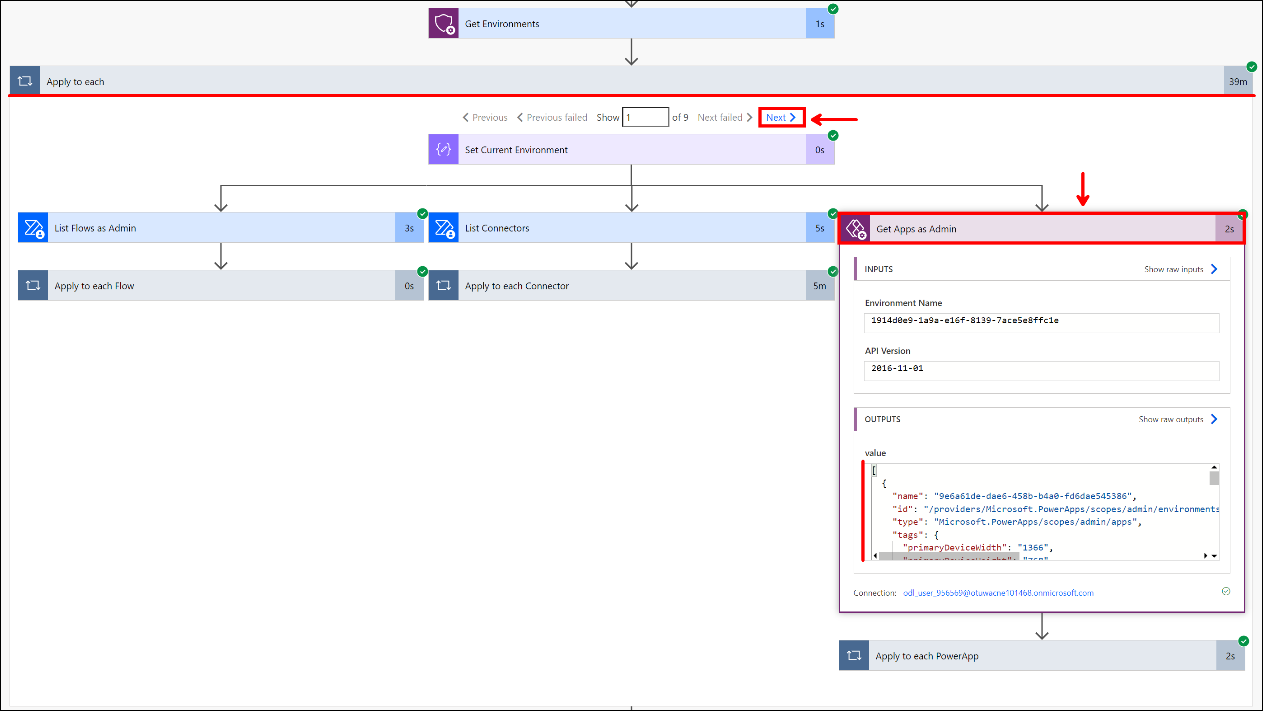 Get Environments 1s
Apply to each 39m
Previous Previous failed Show 1 of 9 Next failed Next
Set Current Environment 0s
List Flows as Admin 3s
List Connectors 5s
Get Apps as Admin 2s
Apply to each Flow 0s
Apply to each Connector 5m
INPUTS Show raw inputs
Environment Name
1914d0e9-1a9a-e16f-8139-7ace5e8ffc1e
API Version
2016-11-01
OUTPUTS Show raw outputs
value
[
{
"name": "9e6a61de-dae6-458b-b4a0-fd6dae545386",
"id": "/providers/Microsoft.PowerApps/scopes/admin/environments
"type": "Microsoft.PowerApps/scopes/admin/apps",
"tags": {
"primaryDeviceWidth": "1366",
Connection: odl_user_956569@otuwacne101468.onmicrosoft.com
Apply to each PowerApp 2s